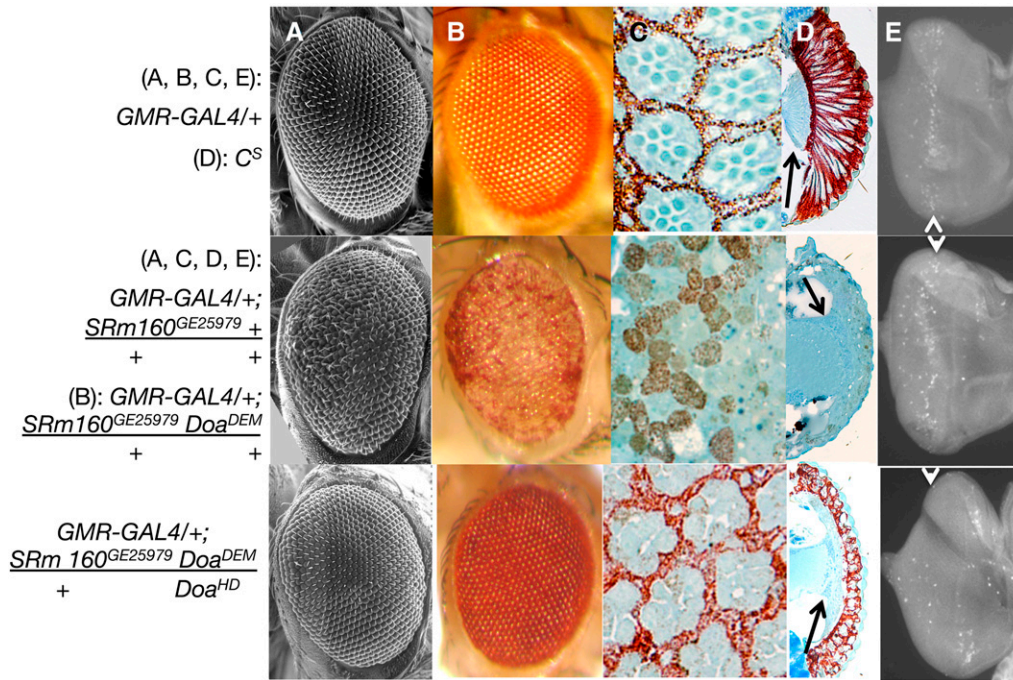 A B C D E
(A, B, C, E):
GMR-GAL4/+
(D): C^S
(A, C, D, E):
GMR-GAL4/+;
SRm160^GE25979 +
+ +
(B): GMR-GAL4/+;
SRm160^GE25979 Doa^DEM
+ +
GMR-GAL4/+;
SRm 160^GE25979 Doa^DEM
+ Doa^HD